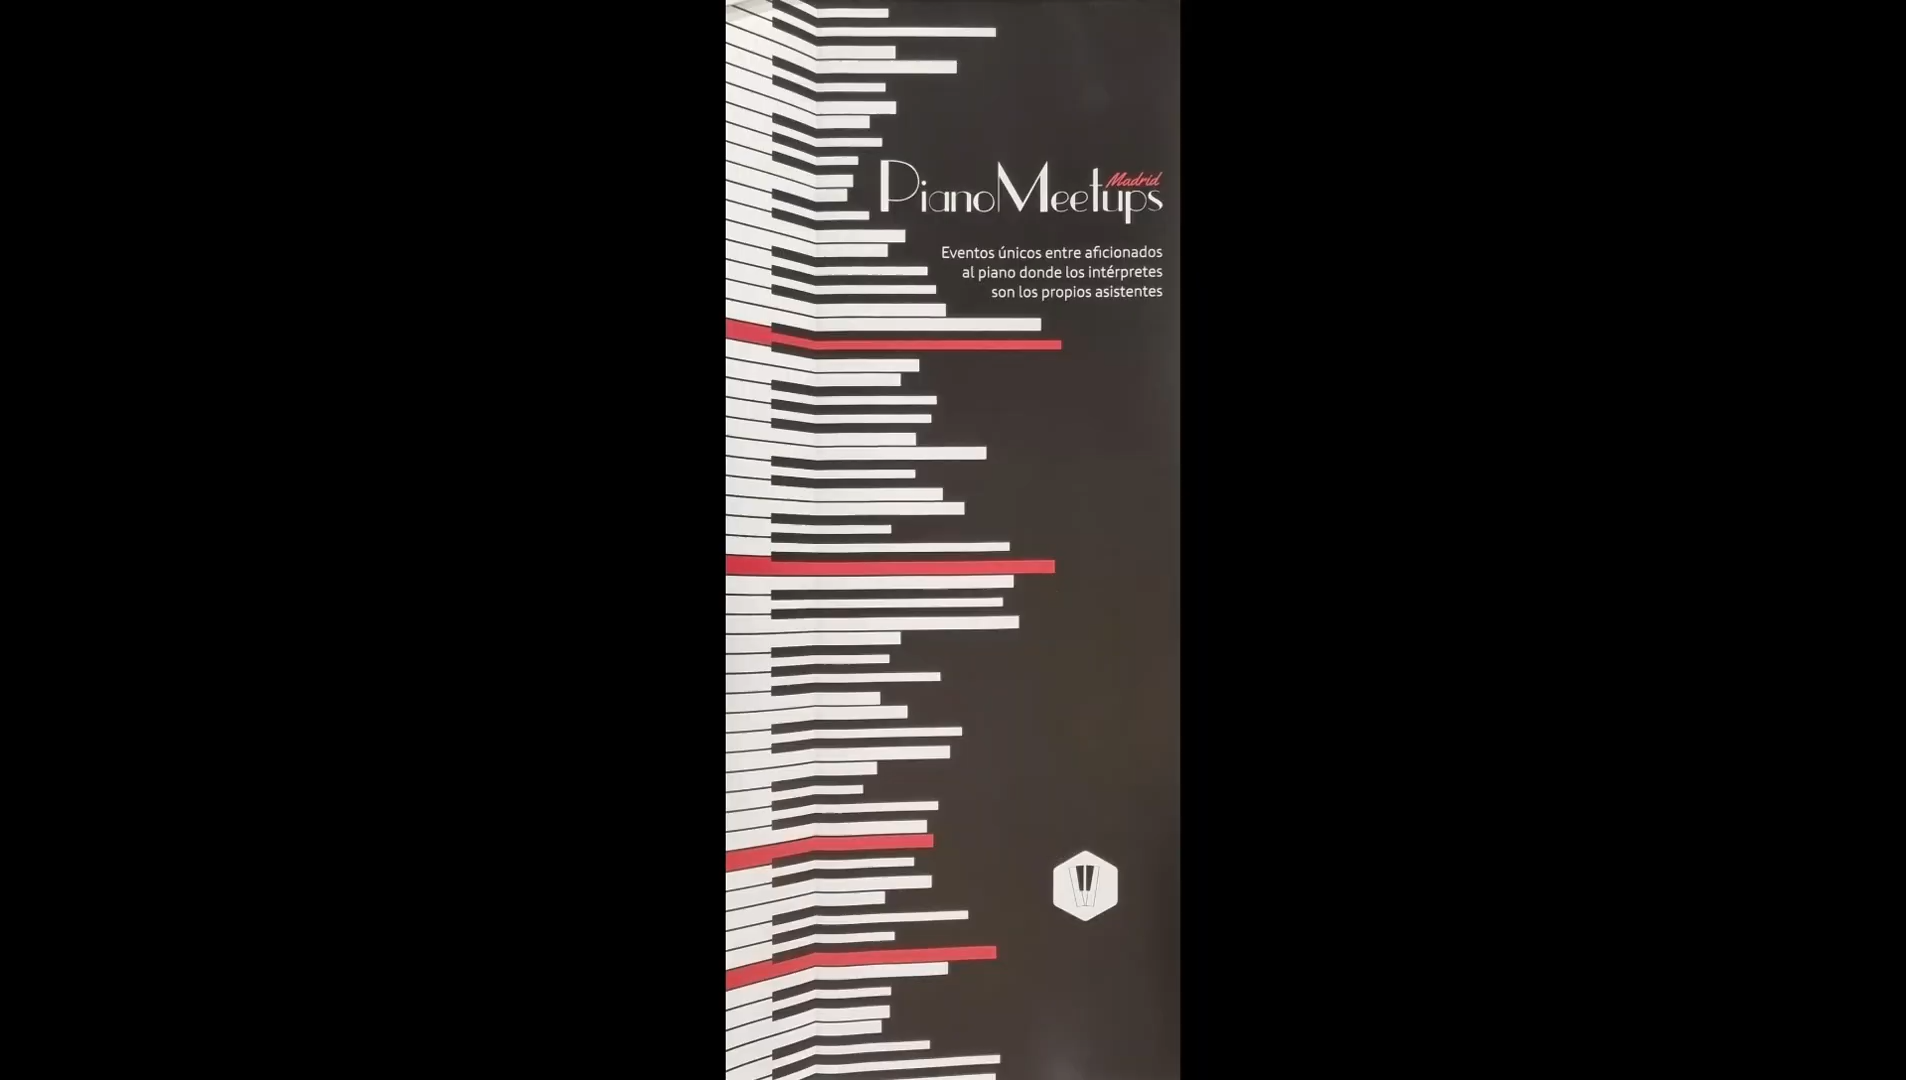 PianoMeetups
Madrid
Eventos únicos entre aficionados
al piano donde los intérpretes
son los propios asistentes